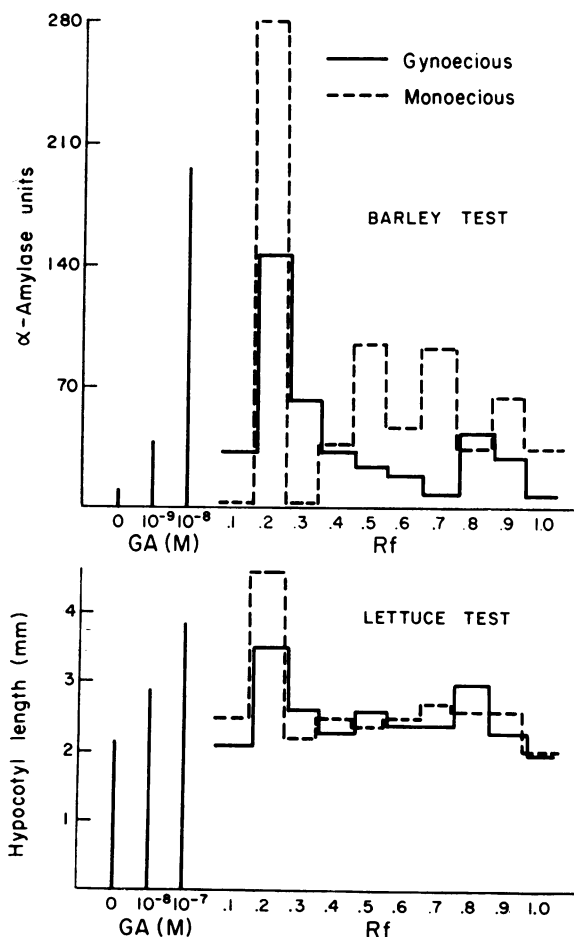 280
210
140
70
α-Amylase units
Gynoecious
Monoecious
BARLEY TEST
0 10⁻⁹ 10⁻⁸ .1 .2 .3 .4 .5 .6 .7 .8 .9 1.0
GA (M) Rf
4
3
2
1
Hypocotyl length (mm)
LETTUCE TEST
0 10⁻⁸ 10⁻⁷ .1 .2 .3 .4 .5 .6 .7 .8 .9 1.0
GA (M) Rf